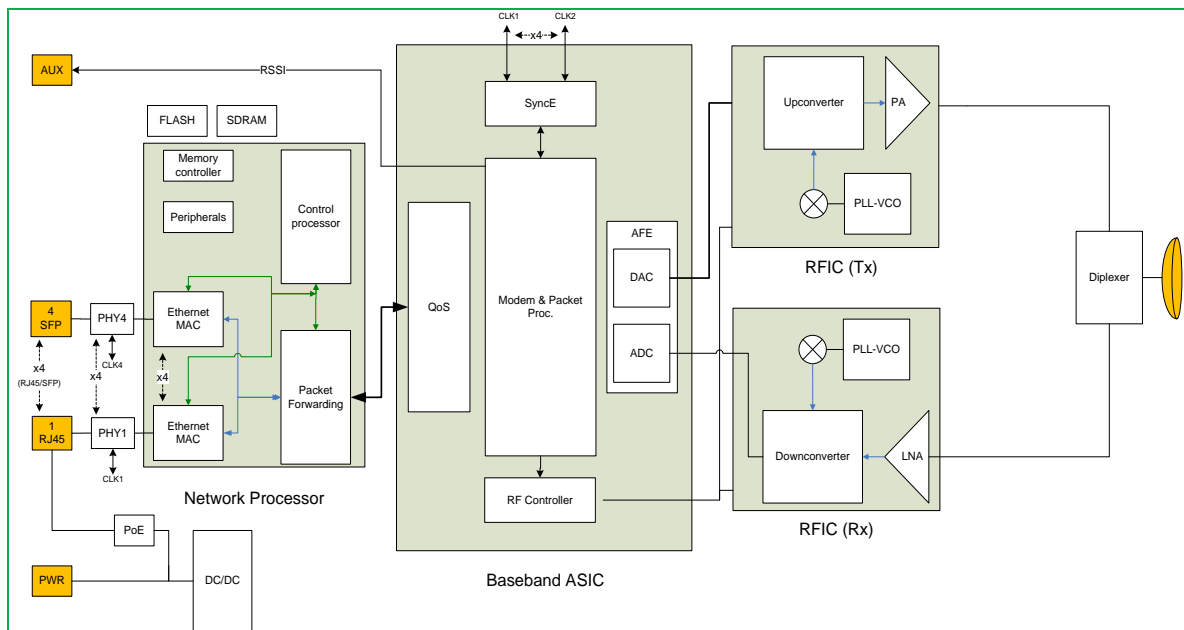 CLK1
CLK2
x4
AUX
RSSI
SyncE
FLASH
SDRAM
Memory
controller
Peripherals
Control
processor
Ethernet
MAC
x4
Ethernet
MAC
Packet
Forwarding
Network Processor
4
SFP
x4
(RJ45/SFP)
1
RJ45
PHY4
CLK4
x4
PHY1
CLK1
PoE
PWR
DC/DC
QoS
Modem & Packet
Proc.
AFE
DAC
ADC
RF Controller
Baseband ASIC
Upconverter
PA
PLL-VCO
RFIC (Tx)
PLL-VCO
Downconverter
LNA
RFIC (Rx)
Diplexer